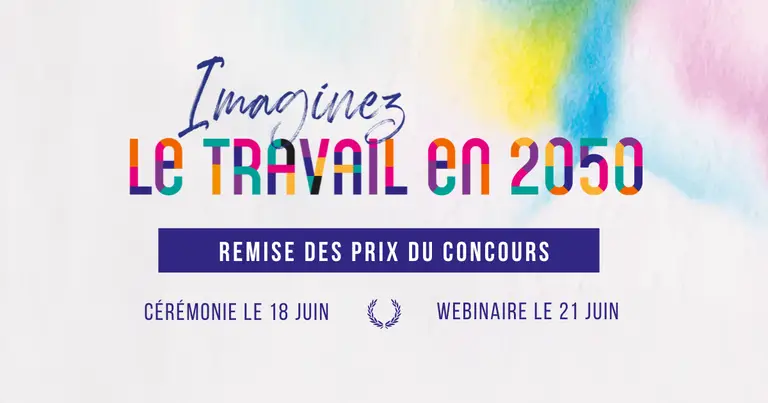 Imaginez
Le TRAVAIL en 2050
REMISE DES PRIX DU CONCOURS
CÉRÉMONIE LE 18 JUIN
WEBINAIRE LE 21 JUIN